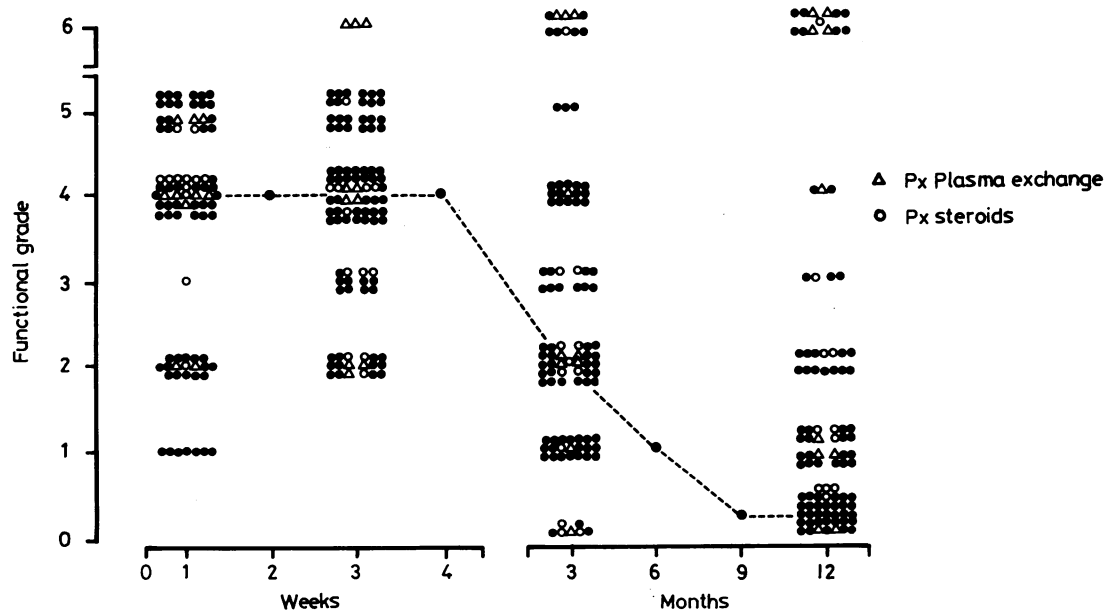 Functional grade
6
5
4
3
2
1
0
0 1 2 3 4
Weeks
3 6 9 12
Months
△ Px Plasma exchange
○ Px steroids